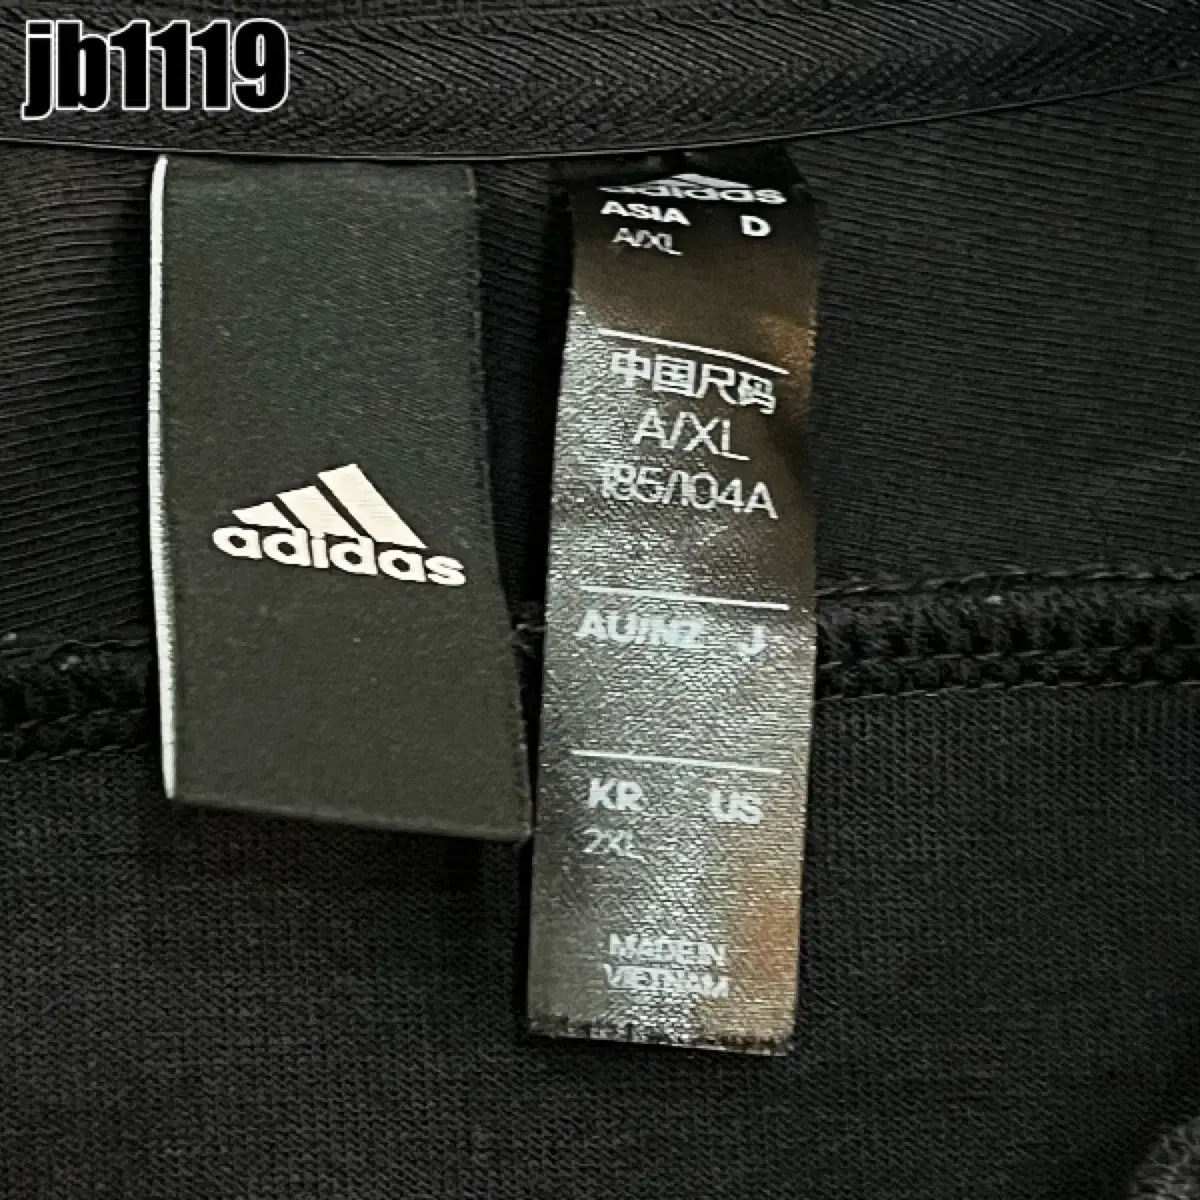 jb1119
adidas
adidas
ASIA D
A/XL
中国尺码
A/XL
185/104A
AU/NZ J
KR US
2XL
MADE IN
VIETNAM